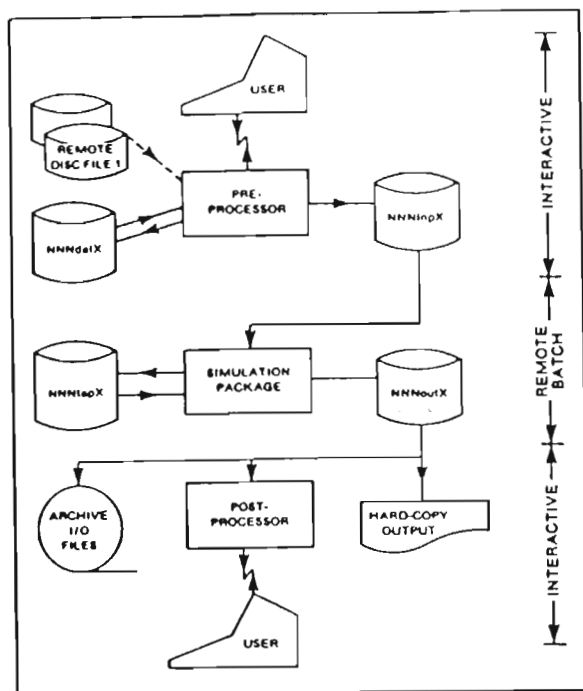 USER
REMOTE
DISC FILE 1
PRE-
PROCESSOR
NNNinpX
NNNdatX
INTERACTIVE
SIMULATION
PACKAGE
NNNtapX
NNNoutX
REMOTE
BATCH
ARCHIVE
I/O
FILES
POST-
PROCESSOR
HARD-COPY
OUTPUT
INTERACTIVE
USER